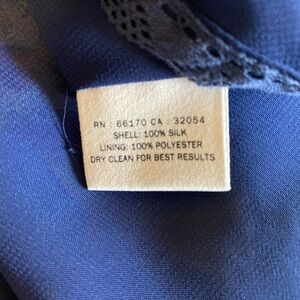 RN : 66170 CA : 32054
SHELL: 100% SILK
LINING: 100% POLYESTER
DRY CLEAN FOR BEST RESULTS